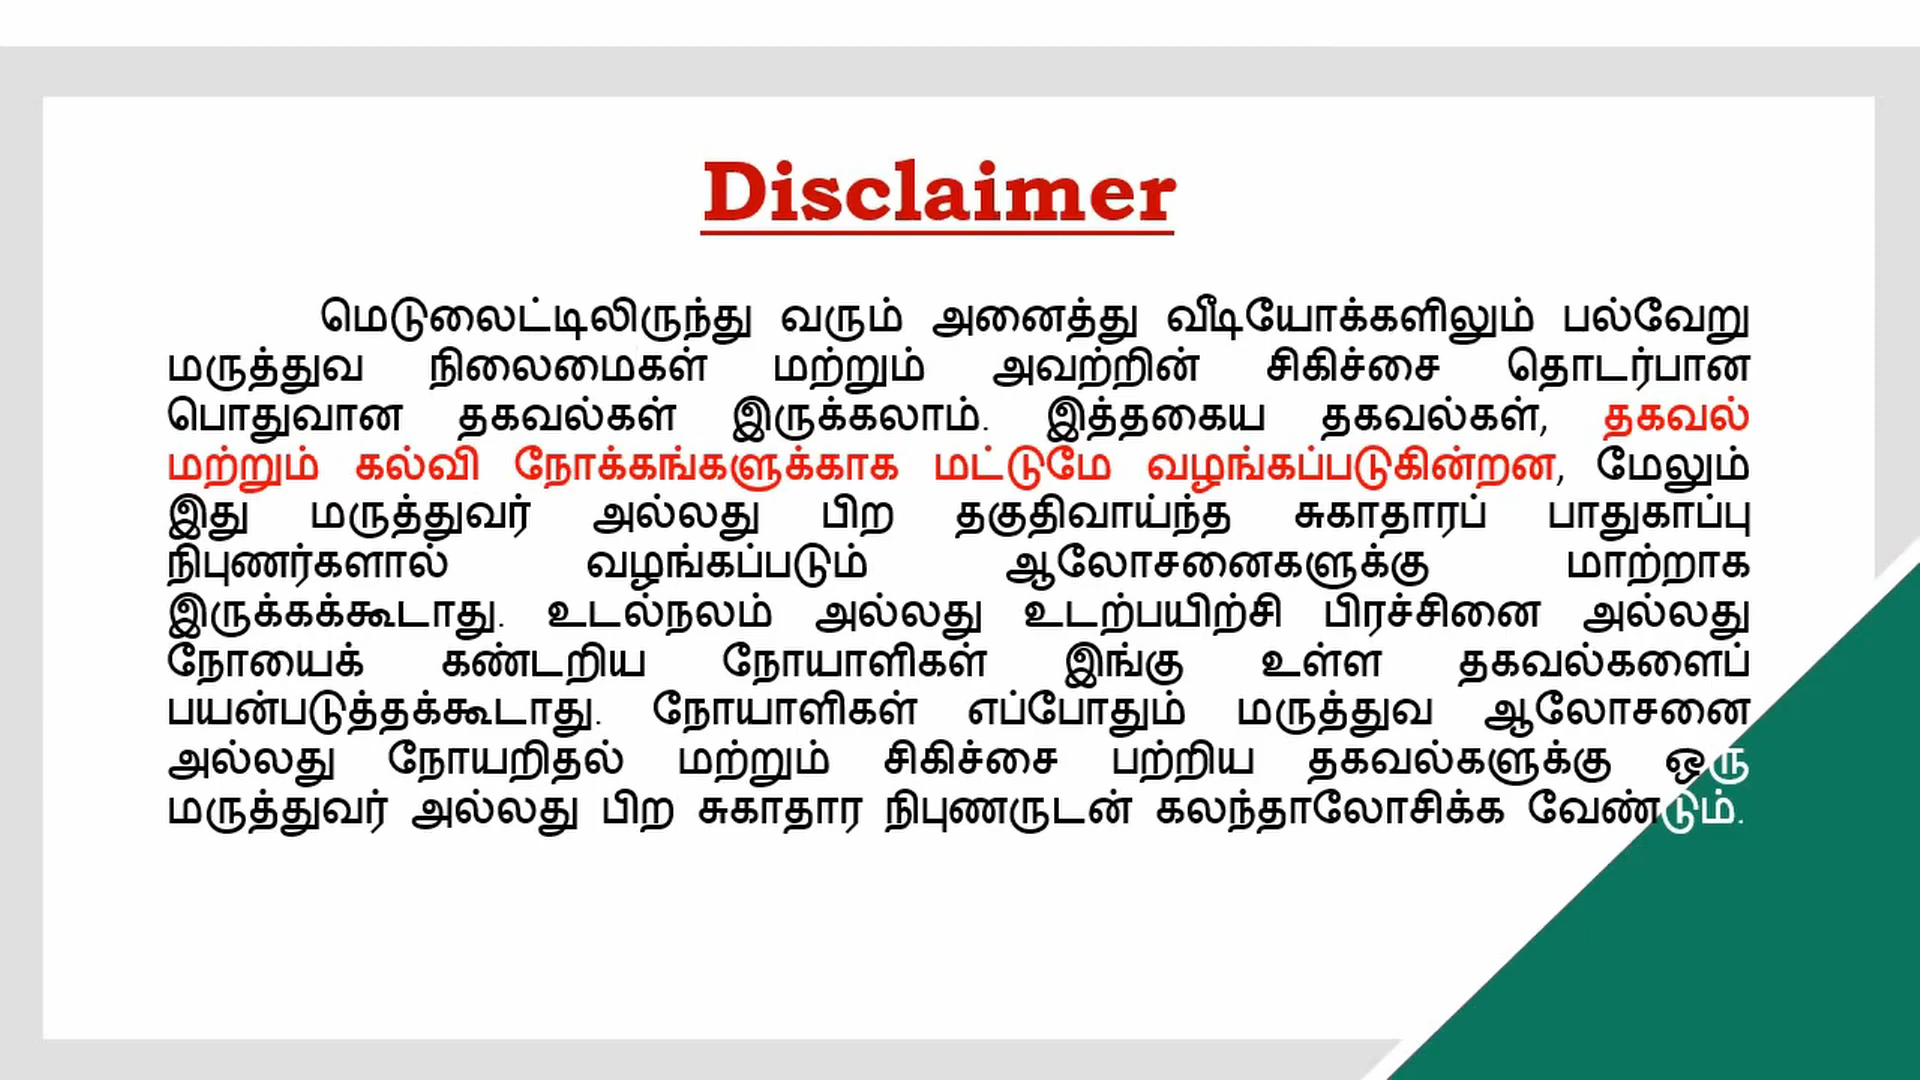 Disclaimer
மெடுலைட்டிலிருந்து வரும் அனைத்து வீடியோக்களிலும் பல்வேறு
மருத்துவ நிலைமைகள் மற்றும் அவற்றின் சிகிச்சை தொடர்பான
பொதுவான தகவல்கள் இருக்கலாம். இத்தகைய தகவல்கள், தகவல்
மற்றும் கல்வி நோக்கங்களுக்காக மட்டுமே வழங்கப்படுகின்றன, மேலும்
இது மருத்துவர் அல்லது பிற தகுதிவாய்ந்த சுகாதாரப் பாதுகாப்பு
நிபுணர்களால் வழங்கப்படும் ஆலோசனைகளுக்கு மாற்றாக
இருக்கக்கூடாது. உடல்நலம் அல்லது உடற்பயிற்சி பிரச்சினை அல்லது
நோயைக் கண்டறிய நோயாளிகள் இங்கு உள்ள தகவல்களைப்
பயன்படுத்தக்கூடாது. நோயாளிகள் எப்போதும் மருத்துவ ஆலோசனை
அல்லது நோயறிதல் மற்றும் சிகிச்சை பற்றிய தகவல்களுக்கு ஒரு
மருத்துவர் அல்லது பிற சுகாதார நிபுணருடன் கலந்தாலோசிக்க வேண்டும்.